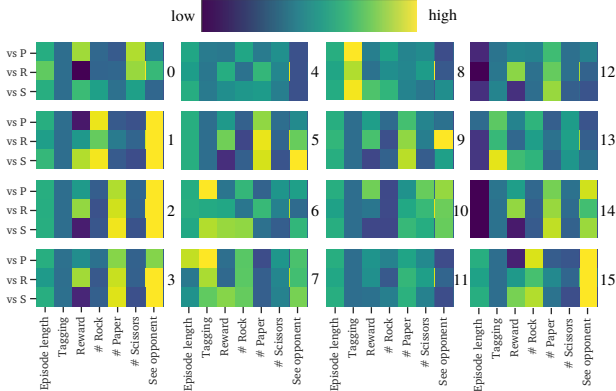 low high
vs P
vs R
vs S
0 4 8 12
vs P
vs R
vs S
1 5 9 13
vs P
vs R
vs S
2 6 10 14
vs P
vs R
vs S
3 7 11 15
Episode length Tagging Reward # Rock # Paper # Scissors See opponent
Episode length Tagging Reward # Rock # Paper # Scissors See opponent
Episode length Tagging Reward # Rock # Paper # Scissors See opponent
Episode length Tagging Reward # Rock # Paper # Scissors See opponent